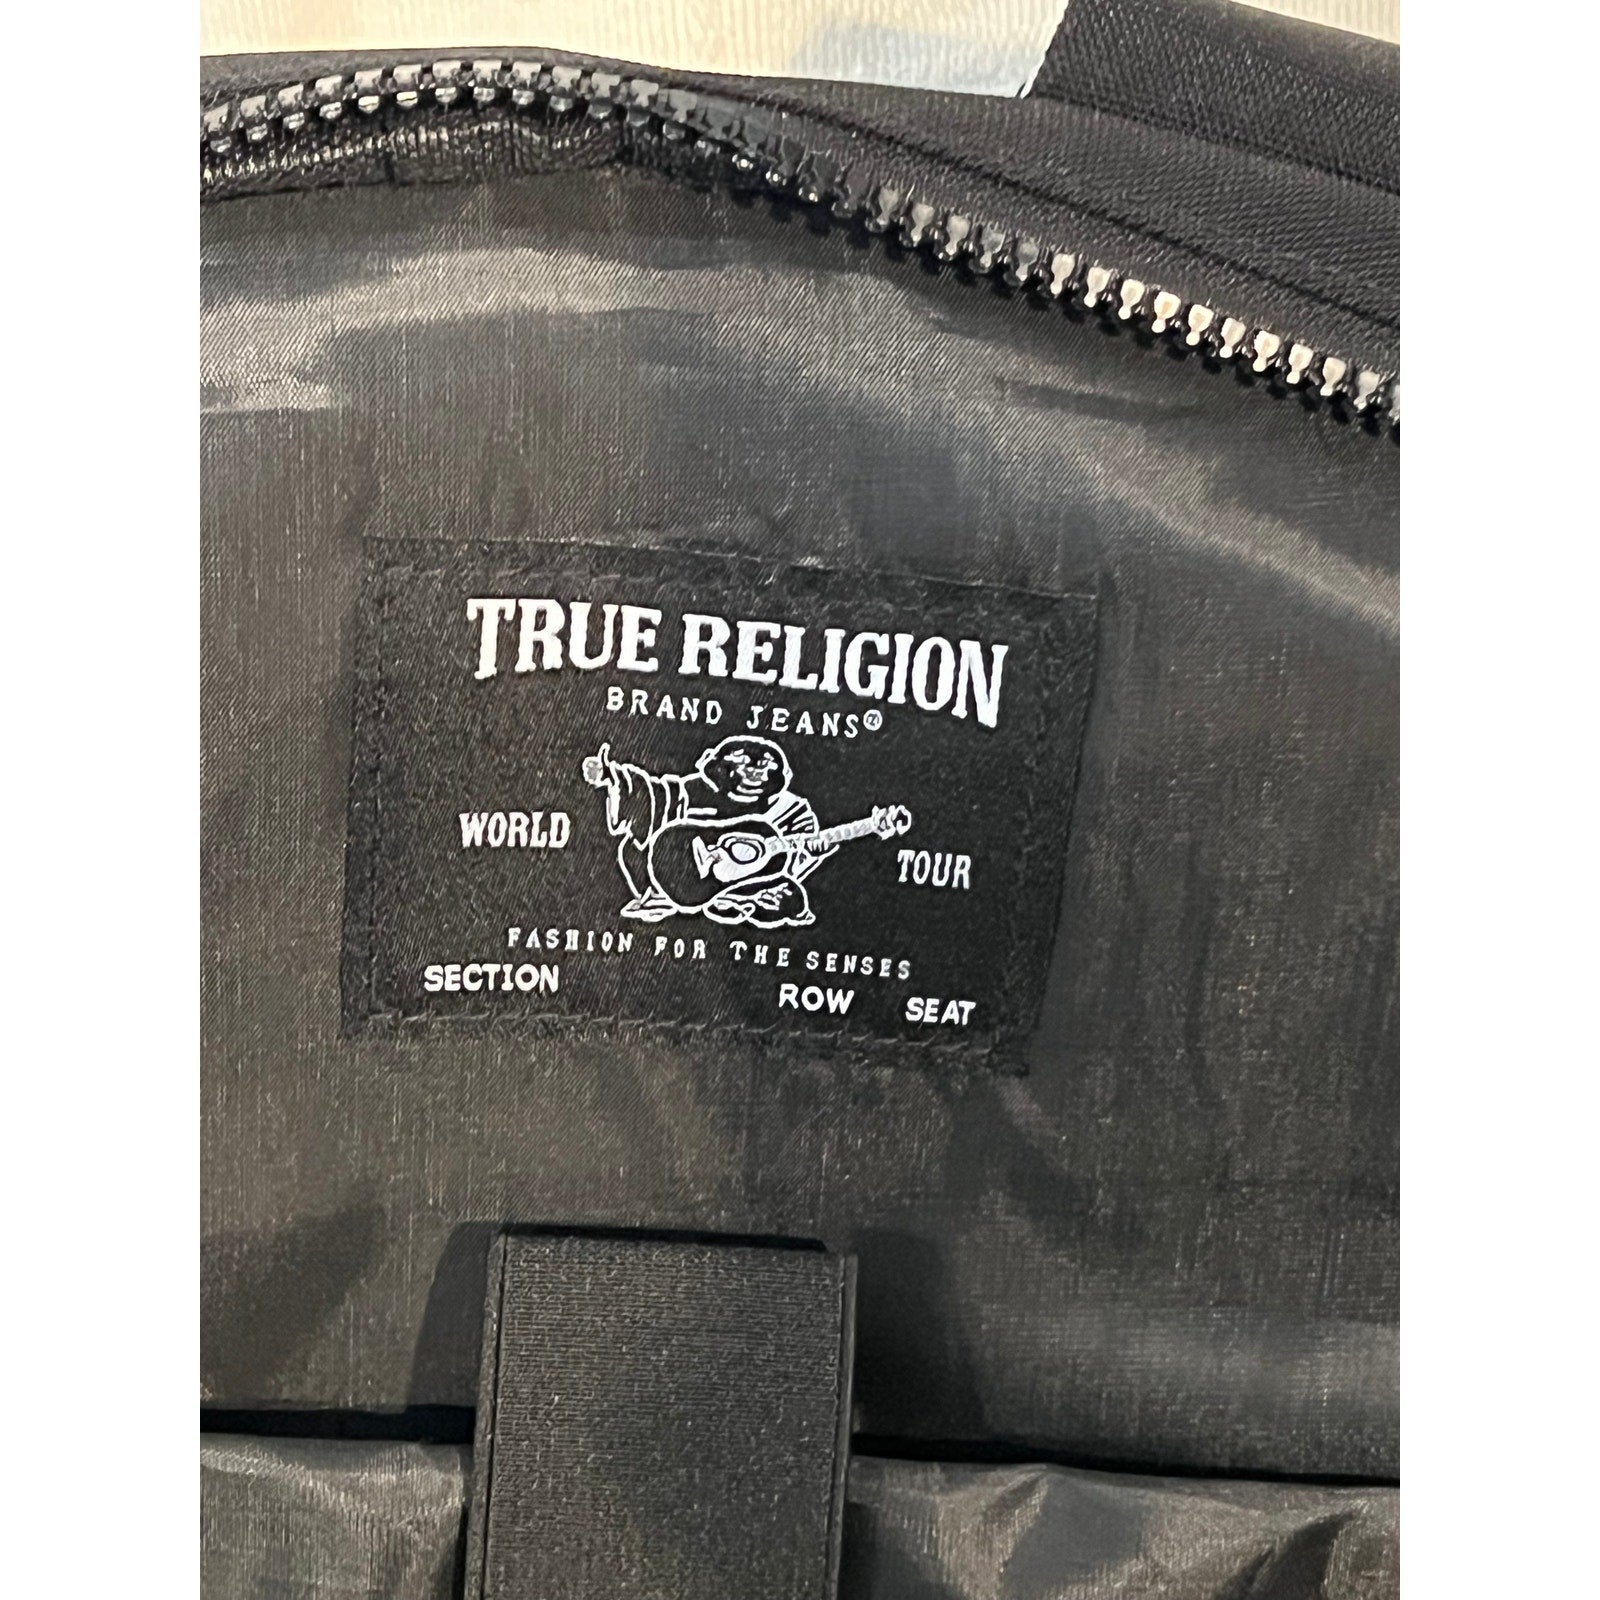 TRUE RELIGION
BRAND JEANS®
WORLD TOUR
FASHION FOR THE SENSES
SECTION ROW SEAT